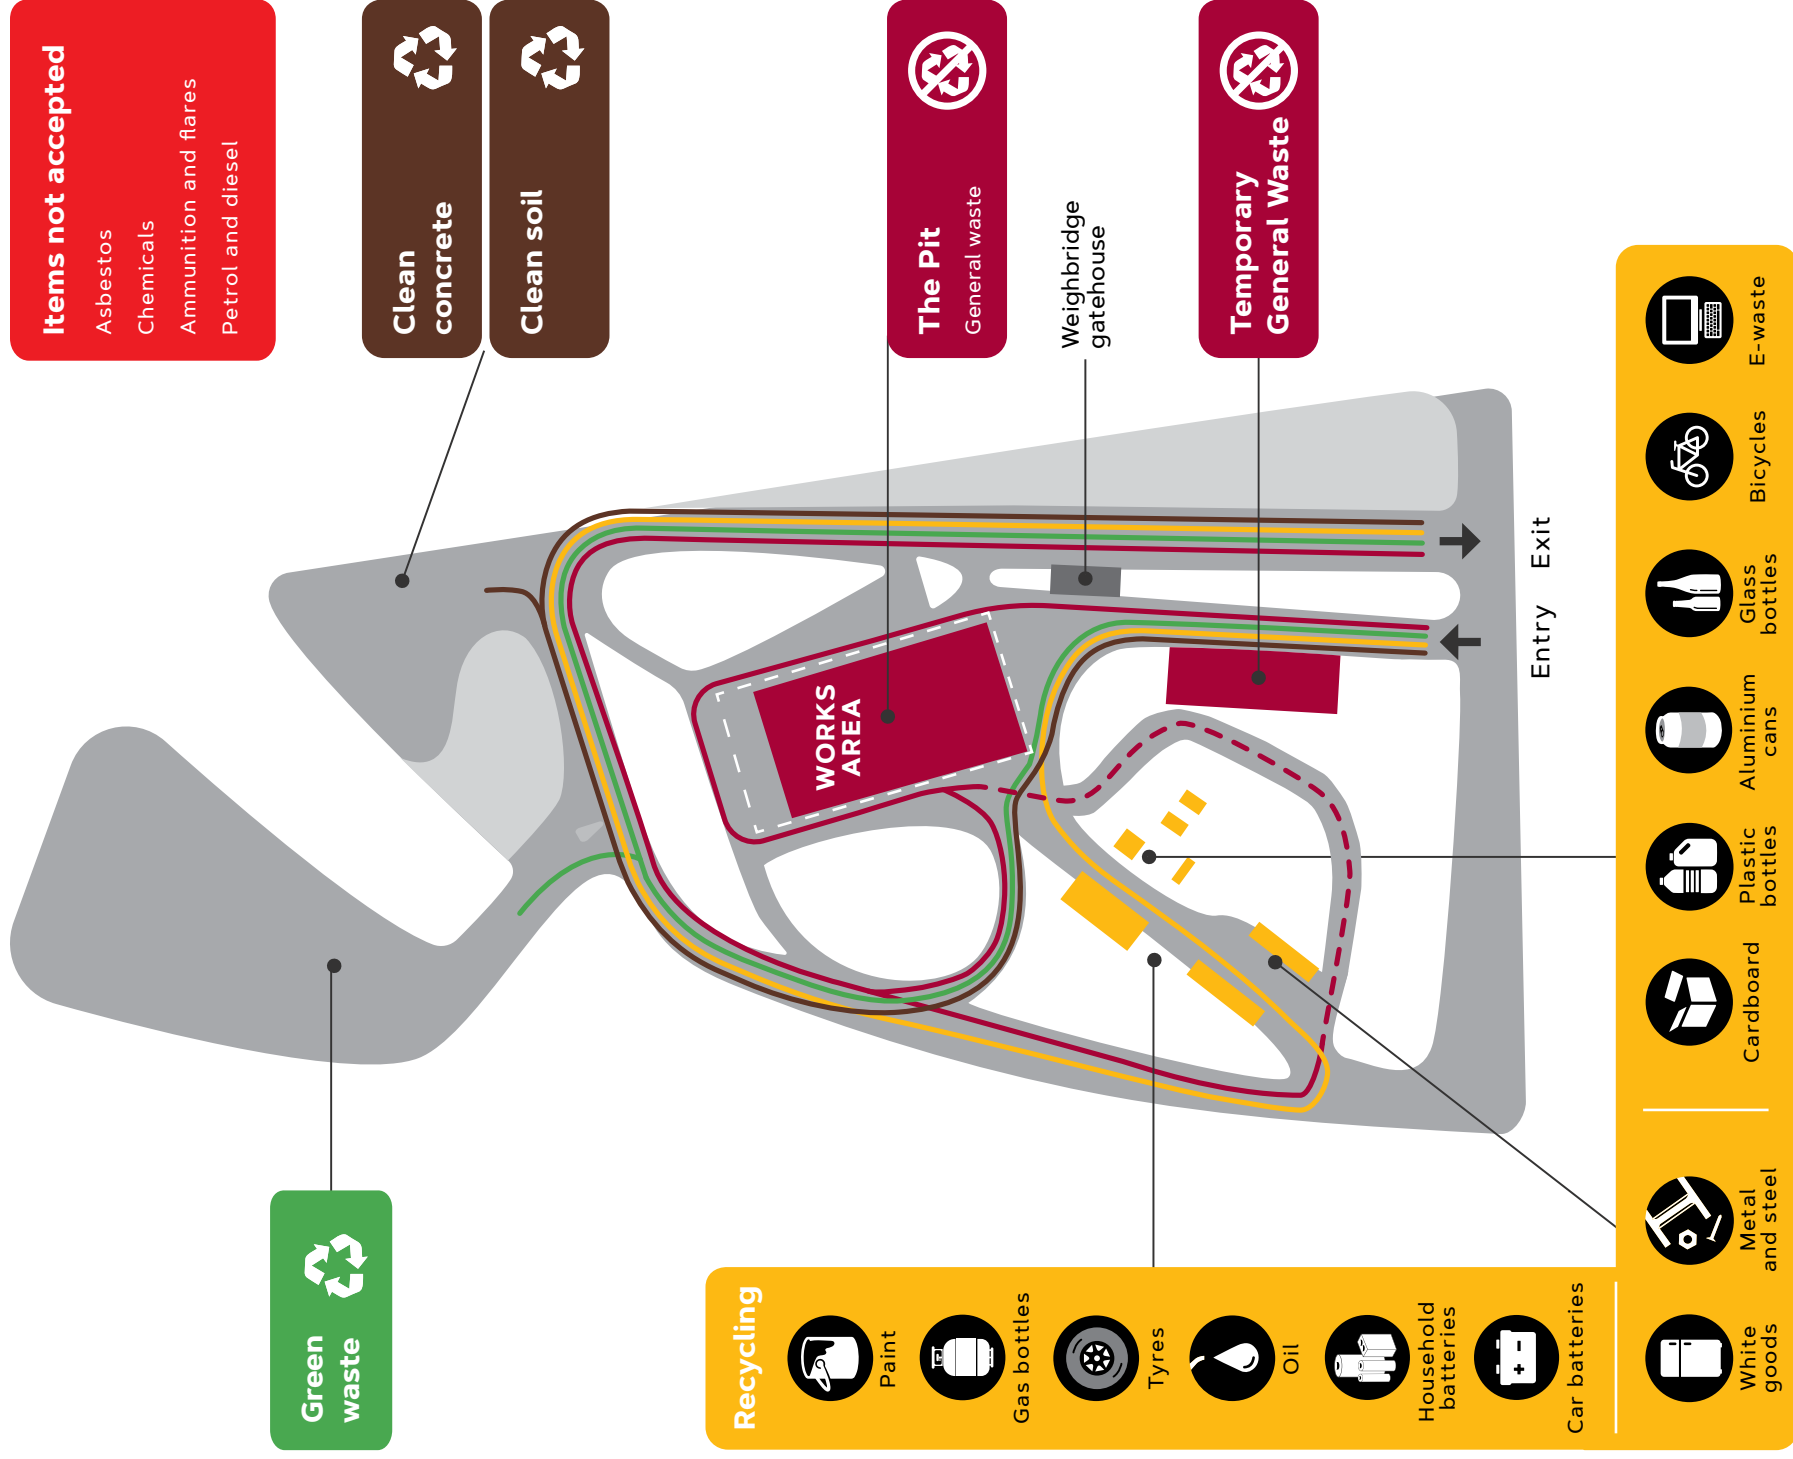 Items not accepted
Asbestos
Chemicals
Ammunition and flares
Petrol and diesel
Clean
concrete
Clean soil
The Pit
General waste
Weighbridge
gatehouse
Temporary
General Waste
WORKS
AREA
Entry
Exit
Green
waste
Recycling
Paint
Gas bottles
Tyres
Oil
Household
batteries
Car batteries
White
goods
Metal
and steel
Cardboard
Plastic
bottles
Aluminium
cans
Glass
bottles
Bicycles
E-waste